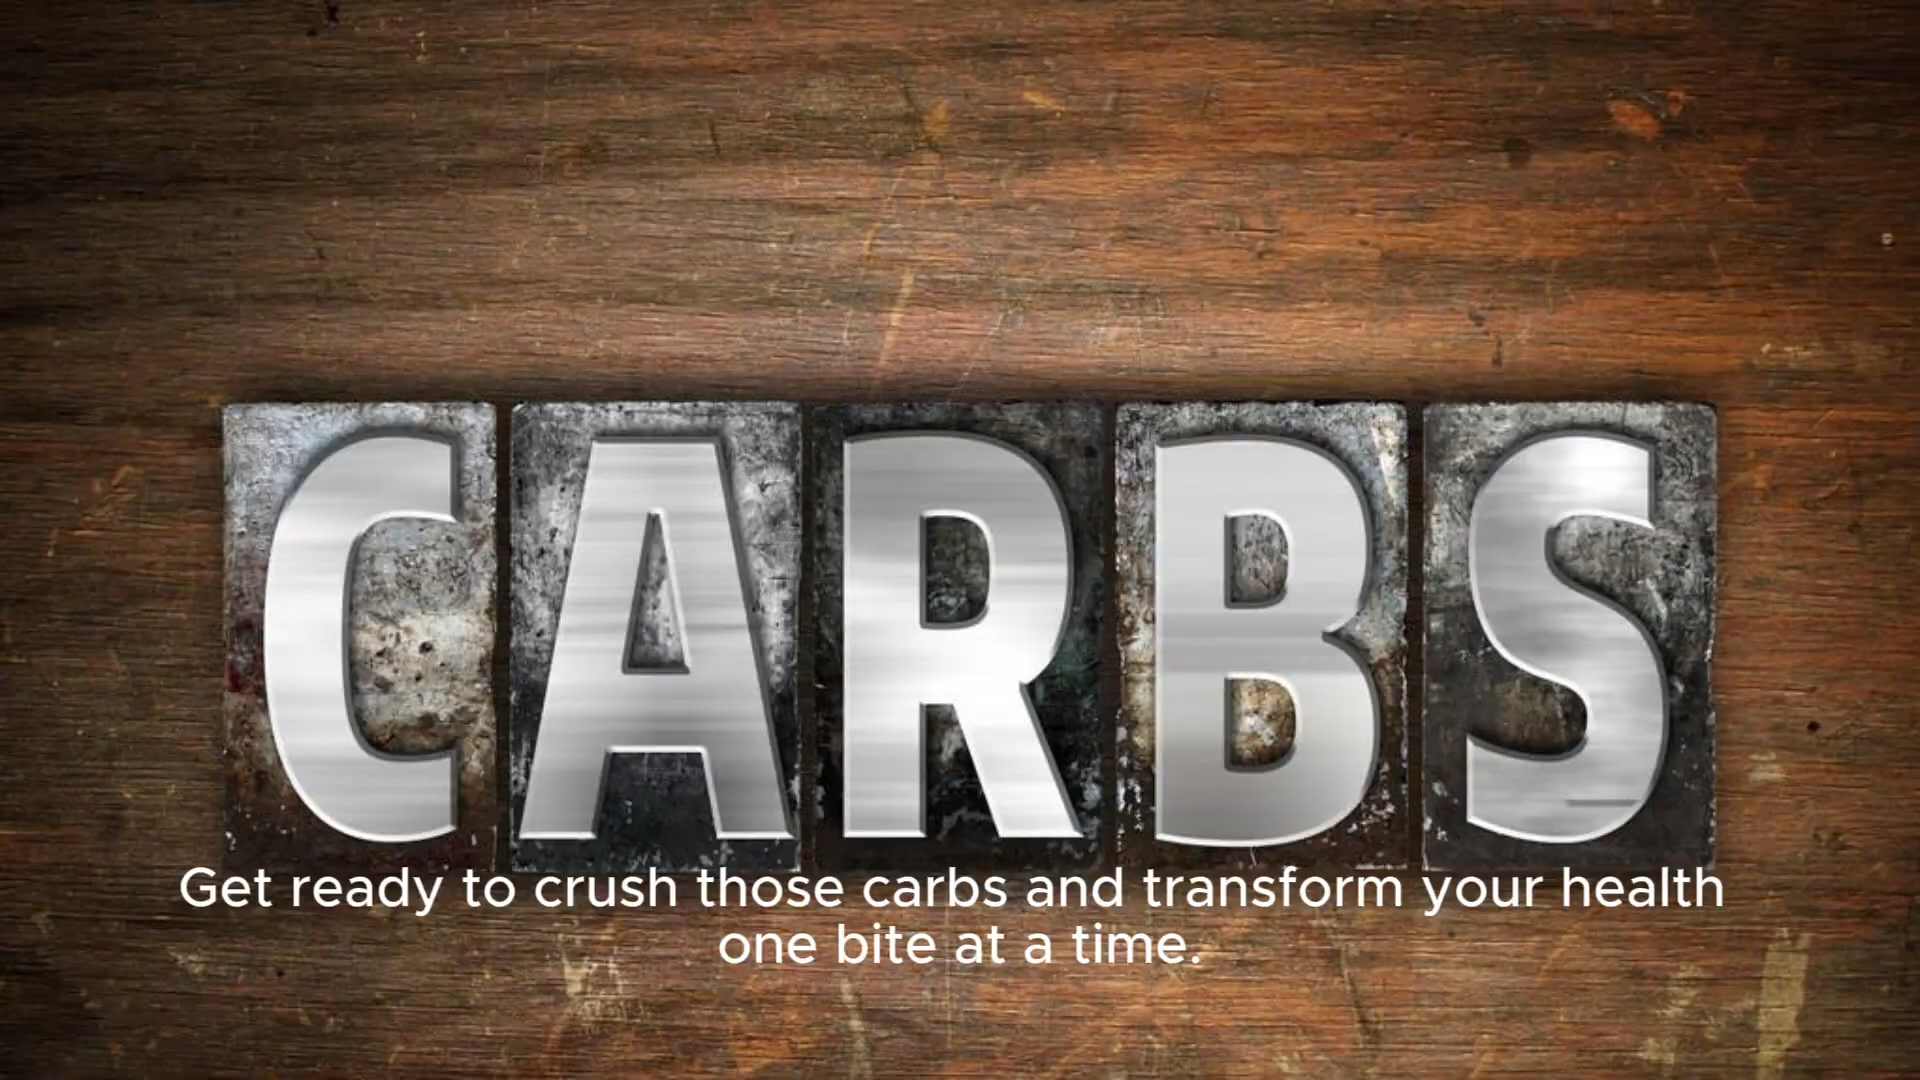 CARBS
Get ready to crush those carbs and transform your health
one bite at a time.